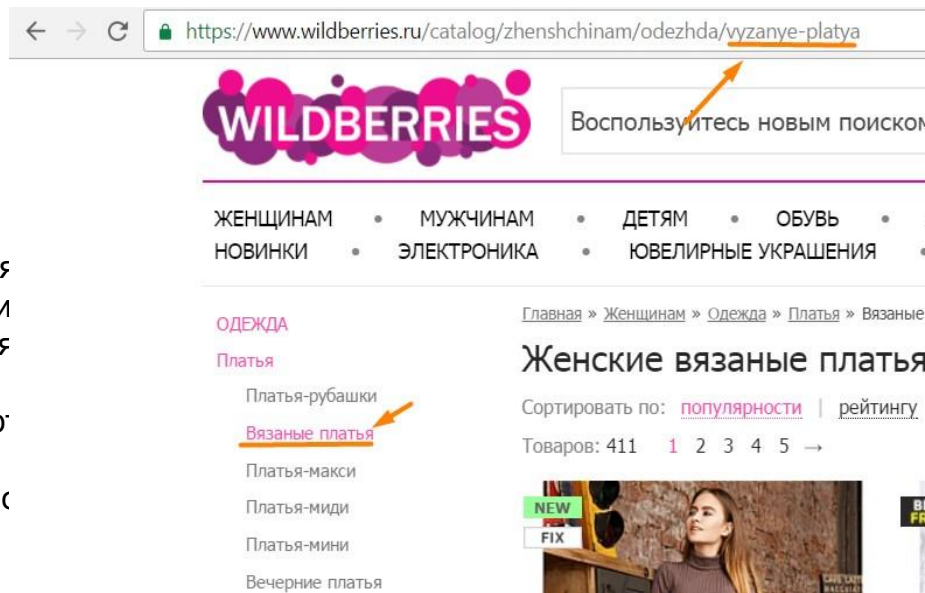 https://www.wildberries.ru/catalog/zhenshchinam/odezhda/vyzanye-platya
WILDBERRIES
Воспользуйтесь новым поиском
ЖЕНЩИНАМ • МУЖЧИНАМ • ДЕТЯМ • ОБУВЬ •
НОВИНКИ • ЭЛЕКТРОНИКА • ЮВЕЛИРНЫЕ УКРАШЕНИЯ •
Главная » Женщинам » Одежда » Платья » Вязаные
Женские вязаные платья
Сортировать по: популярности | рейтингу
Товаров: 411 1 2 3 4 5 →
ОДЕЖДА
Платья
Платья-рубашки
Вязаные платья
Платья-макси
Платья-миди
Платья-мини
Вечерние платья
NEW
FIX